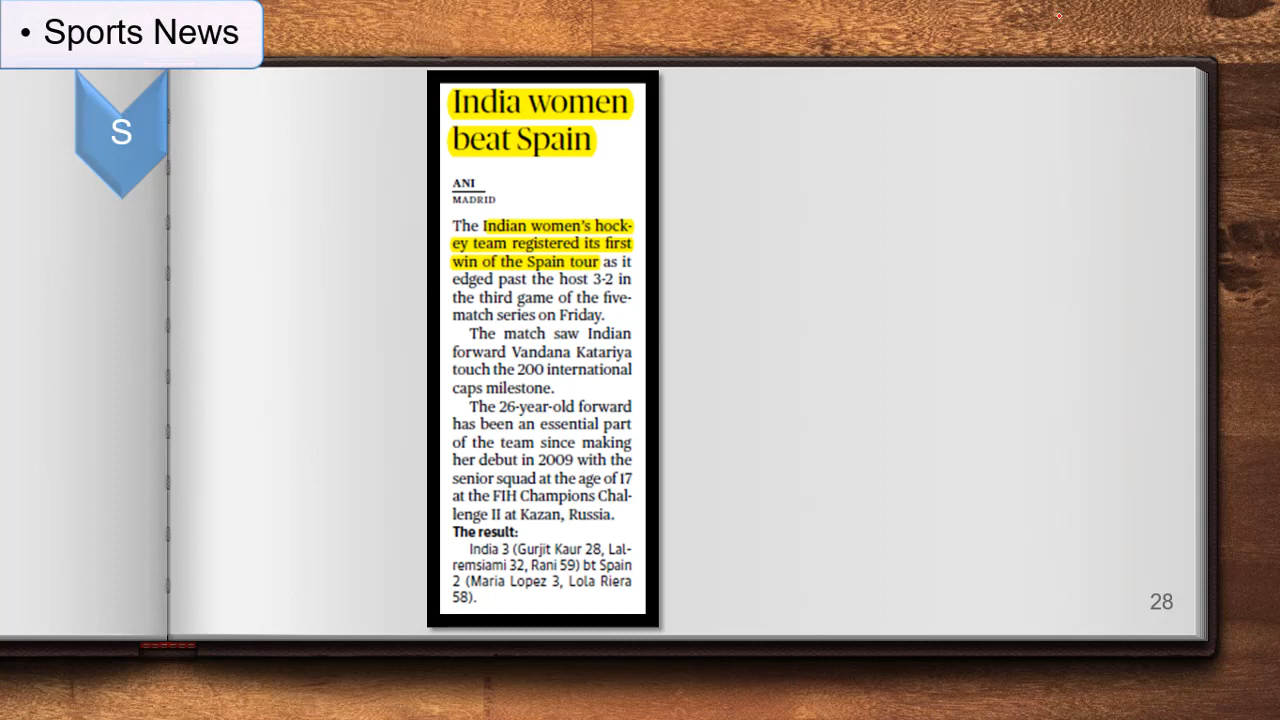 • Sports News
S
India women
beat Spain
ANI
MADRID
The Indian women's hock-
ey team registered its first
win of the Spain tour as it
edged past the host 3-2 in
the third game of the five-
match series on Friday.
The match saw Indian
forward Vandana Katariya
touch the 200 international
caps milestone.
The 26-year-old forward
has been an essential part
of the team since making
her debut in 2009 with the
senior squad at the age of 17
at the FIH Champions Chal-
lenge II at Kazan, Russia.
The result:
India 3 (Gurjit Kaur 28, Lal-
remsiami 32, Rani 59) bt Spain
2 (Maria Lopez 3, Lola Riera
58).
28